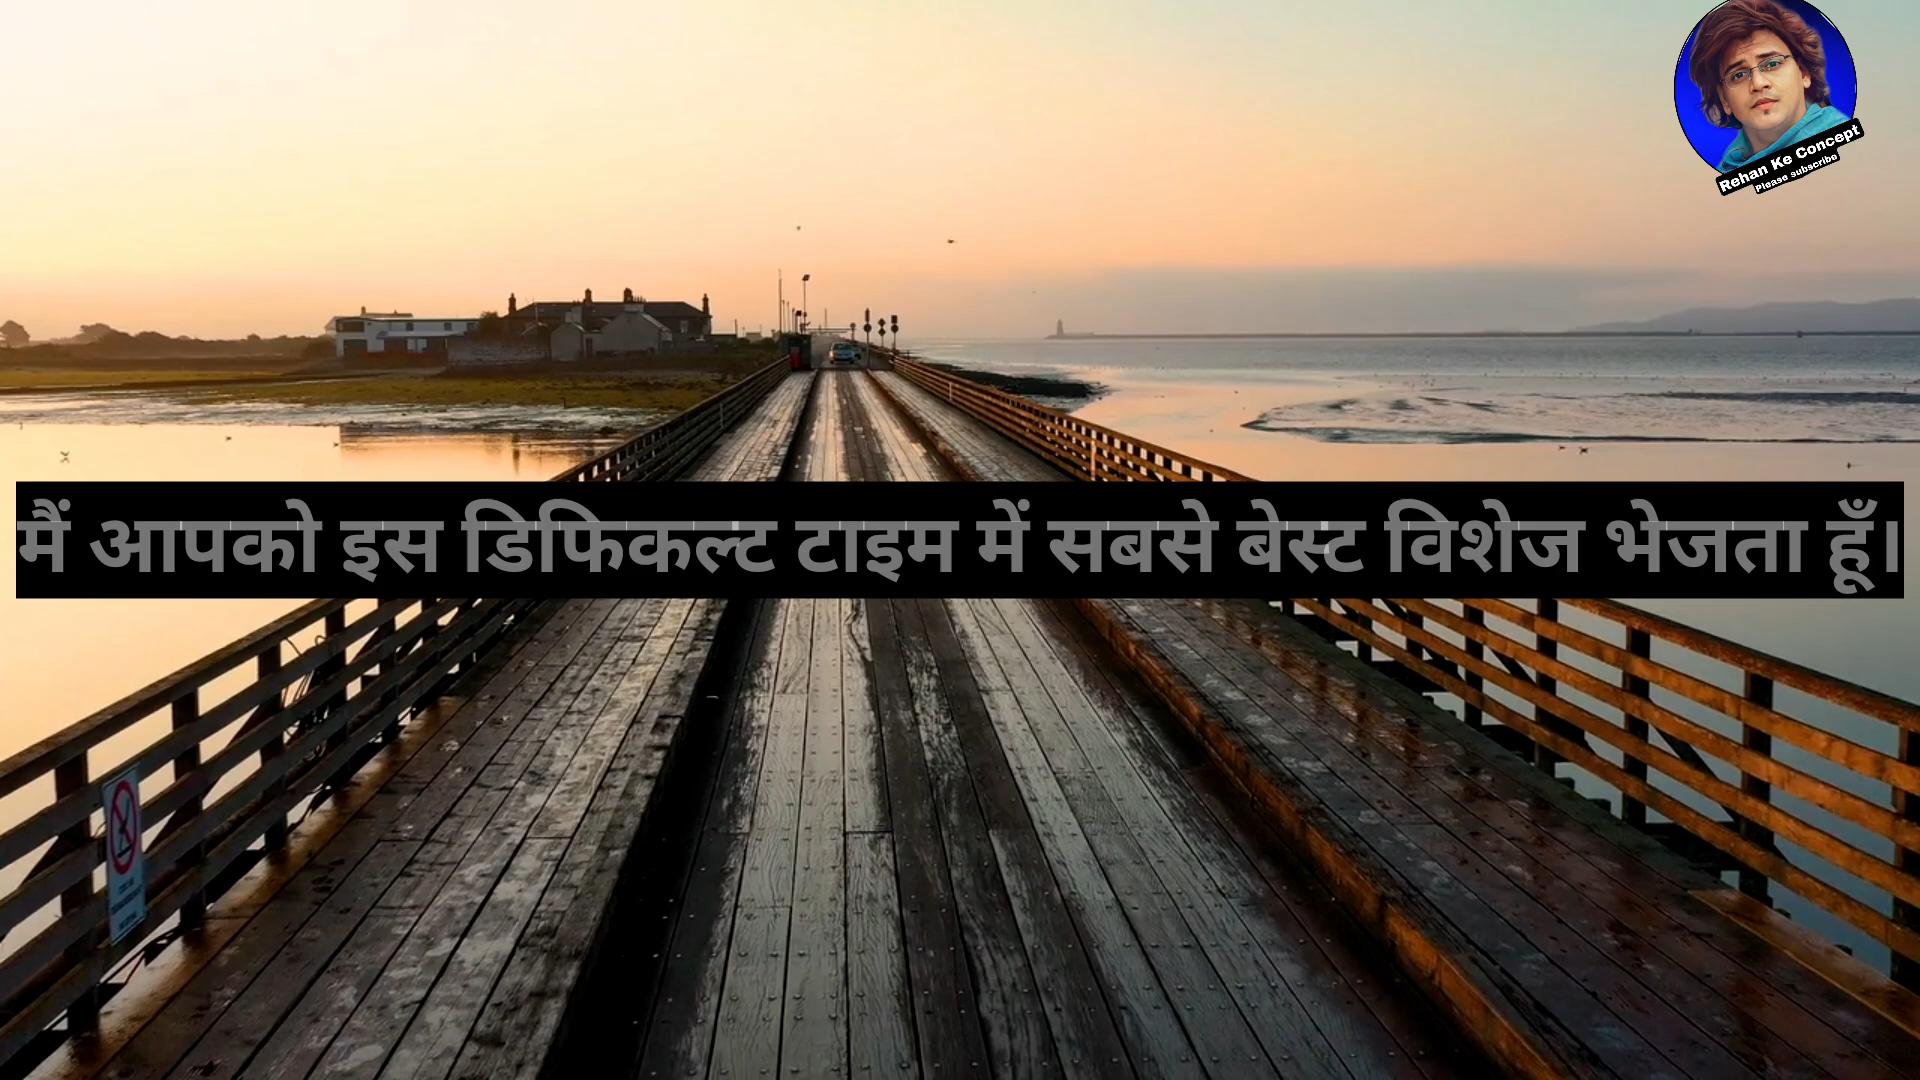 Rehan Ke Concept
Please subscribe
मैं आपको इस डिफिकल्ट टाइम में सबसे बेस्ट विशेज भेजता हूँ।